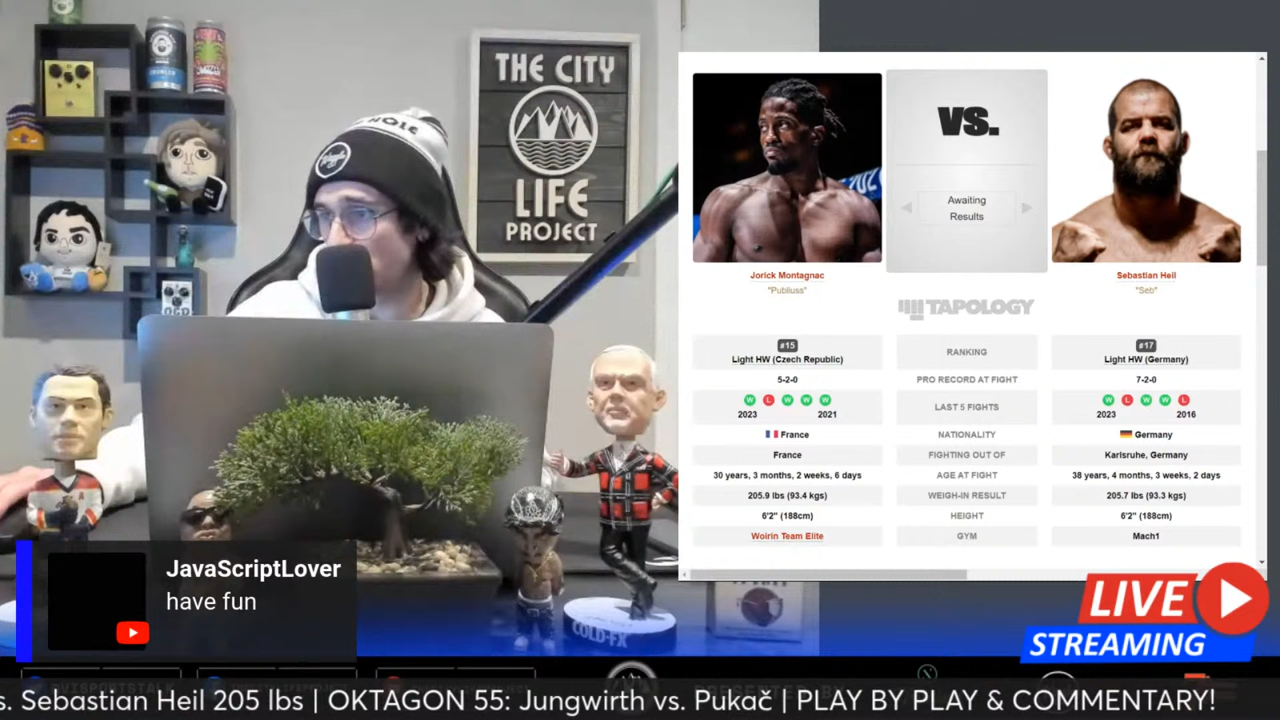 THE CITY
LIFE
PROJECT
VS.
Awaiting
Results
Jorick Montagnac
"Publiuss"
Sebastian Heil
"Seb"
TAPOLOGY
#15
Light HW (Czech Republic)
RANKING
#17
Light HW (Germany)
5-2-0
PRO RECORD AT FIGHT
7-2-0
W L W W W
2023 2021
LAST 5 FIGHTS
W L W W L
2023 2016
France
NATIONALITY
Germany
France
FIGHTING OUT OF
Karlsruhe, Germany
30 years, 3 months, 2 weeks, 6 days
AGE AT FIGHT
38 years, 4 months, 3 weeks, 2 days
205.9 lbs (93.4 kgs)
WEIGH-IN RESULT
205.7 lbs (93.3 kgs)
6'2" (188cm)
HEIGHT
6'2" (188cm)
Woirin Team Elite
GYM
Mach1
JavaScriptLover
have fun
COLD-FX
LIVE
STREAMING
s. Sebastian Heil 205 lbs | OKTAGON 55: Jungwirth vs. Pukač | PLAY BY PLAY & COMMENTARY!